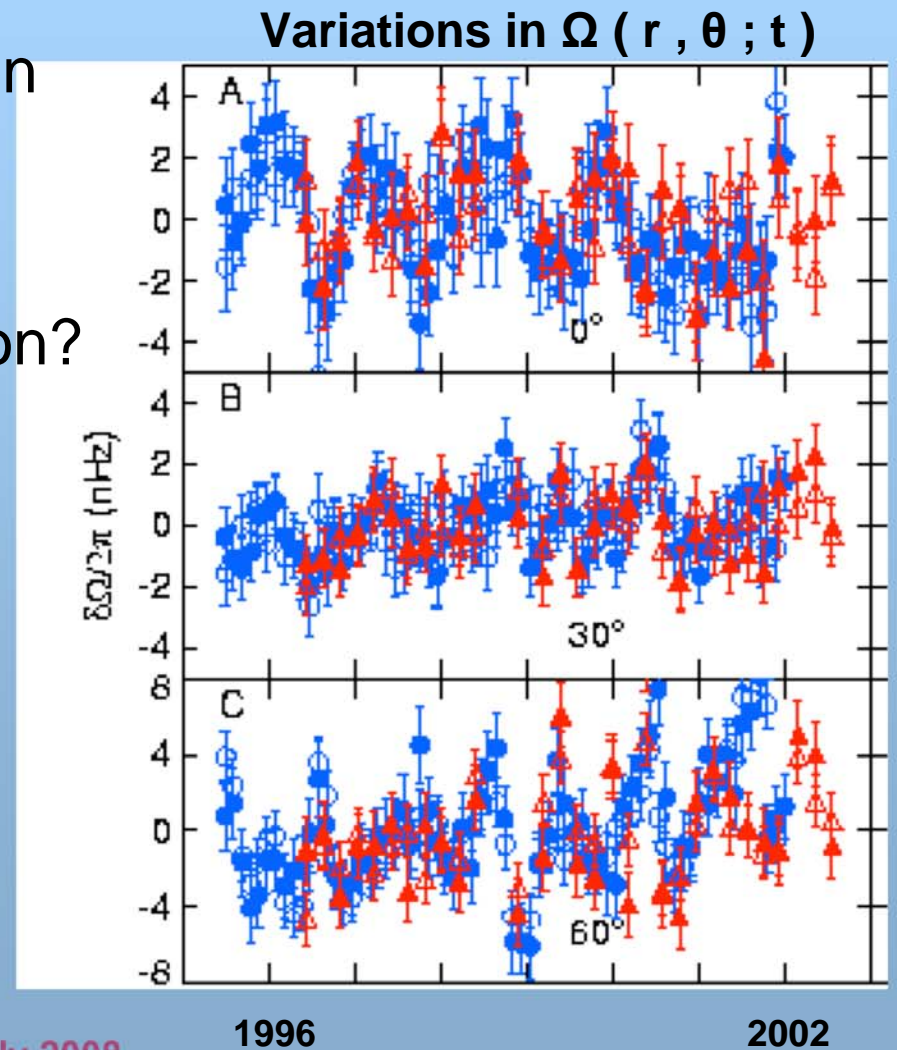 Variations in Ω ( r , θ ; t )
n
on?
A
4
2
0
-2
-4
0°
B
4
2
0
-2
-4
30°
δΩ/2π (nHz)
C
8
4
0
-4
-8
60°
1996
2002